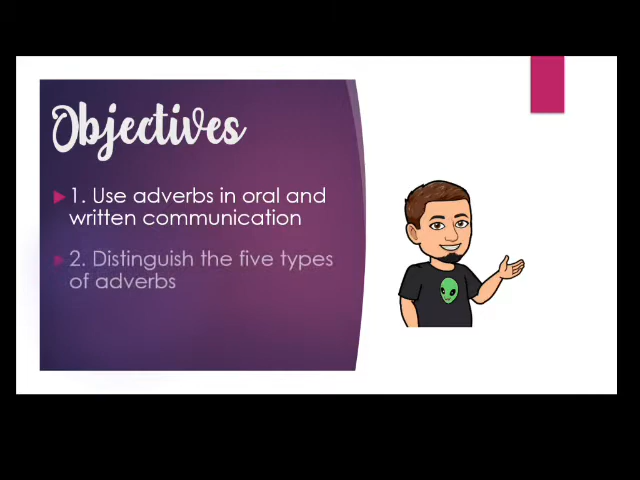 Objectives
1. Use adverbs in oral and
written communication
2. Distinguish the five types
of adverbs